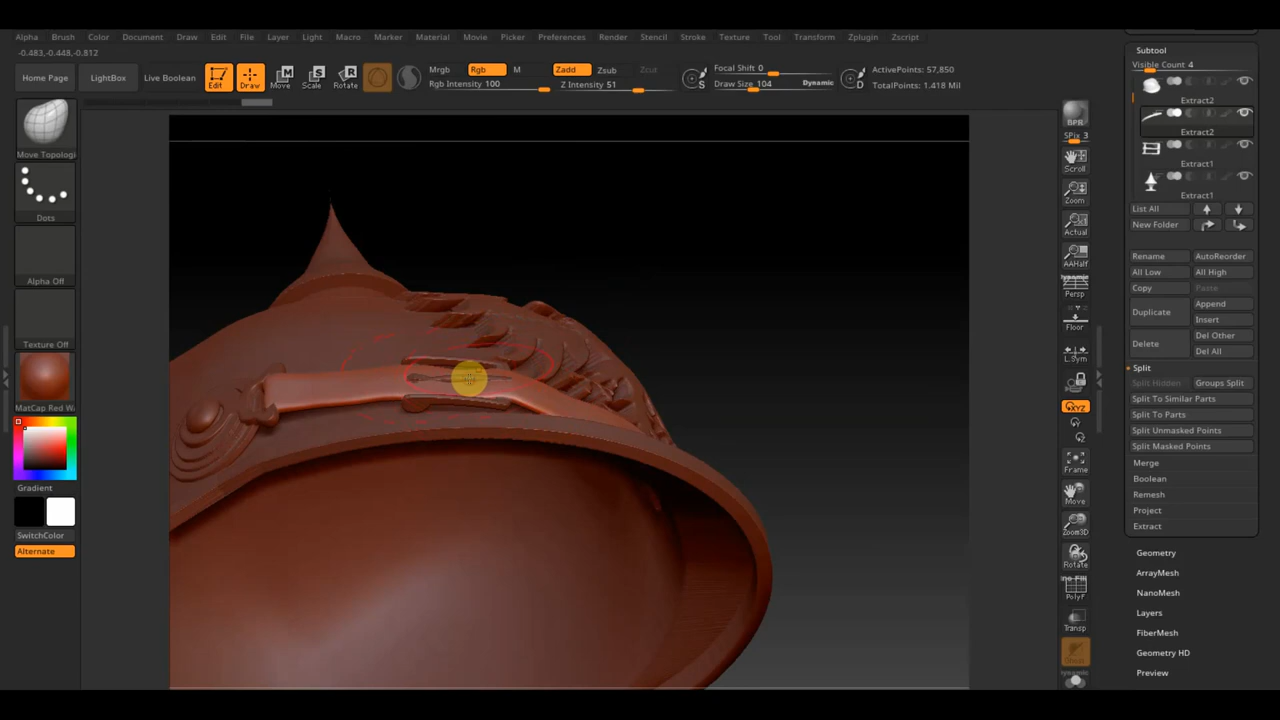 Alpha Brush Color Document Draw Edit File Layer Light Macro Marker Material Movie Picker Preferences Render Stencil Stroke Texture Tool Transform Zplugin Zscript
-0.483,-0.448,-0.812
Home Page LightBox Live Boolean Edit Draw Move Scale Rotate
Mrgb Rgb M
Rgb Intensity 100
Zadd Zsub Zcut
Z Intensity 51
S
Focal Shift 0
Draw Size 104 Dynamic
D
ActivePoints: 57,850
TotalPoints: 1.418 Mil
Move Topologi
Dots
Alpha Off
Texture Off
MatCap Red Wa
Gradient
SwitchColor
Alternate
BPR
SPix 3
Scroll
Zoom
Actual
AAHalf
Dynamic
Persp
Floor
L.Sym
XYZ
Frame
Move
Zoom3D
Rotate
PolyF
Transp
Subtool
Visible Count 4
Extract2
Extract2
Extract1
Extract1
List All
New Folder
Rename AutoReorder
All Low All High
Copy Paste
Duplicate Append
Insert
Delete Del Other
Del All
Split
Split Hidden Groups Split
Split To Similar Parts
Split To Parts
Split Unmasked Points
Split Masked Points
Merge
Boolean
Remesh
Project
Extract
Geometry
ArrayMesh
NanoMesh
Layers
FiberMesh
Geometry HD
Preview